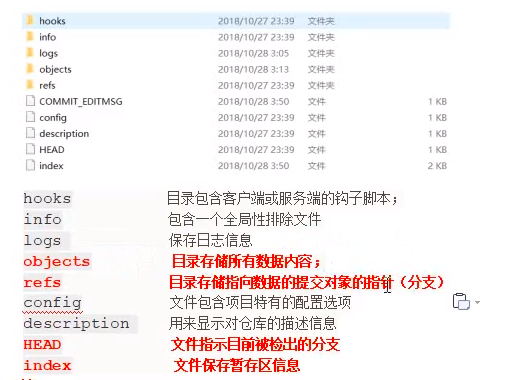 hooks 2018/10/27 23:39 文件夹
info 2018/10/27 23:39 文件夹
logs 2018/10/28 3:05 文件夹
objects 2018/10/28 3:13 文件夹
refs 2018/10/27 23:39 文件夹
COMMIT_EDITMSG 2018/10/28 3:50 文件 1 KB
config 2018/10/27 23:39 文件 1 KB
description 2018/10/27 23:39 文件 1 KB
HEAD 2018/10/27 23:39 文件 1 KB
index 2018/10/28 3:50 文件 2 KB
hooks 目录包含客户端或服务端的钩子脚本；
info 包含一个全局性排除文件
logs 保存日志信息
objects 目录存储所有数据内容；
refs 目录存储指向数据的提交对象的指针（分支）
config 文件包含项目特有的配置选项
description 用来显示对仓库的描述信息
HEAD 文件指示目前被检出的分支
index 文件保存暂存区信息